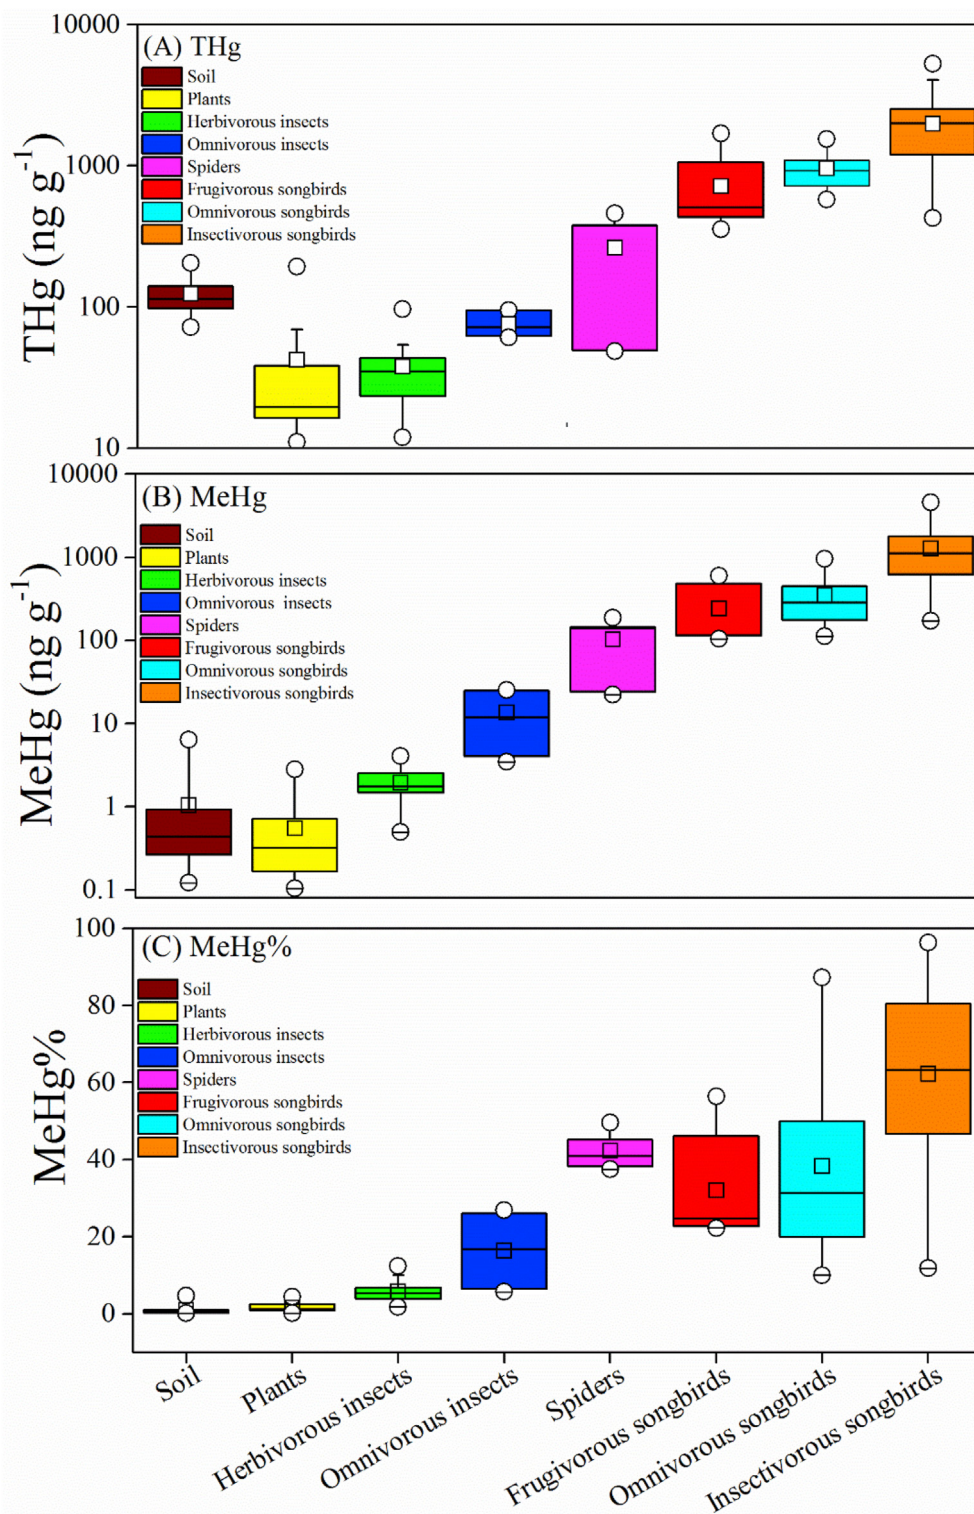 (A) THg
Soil
Plants
Herbivorous insects
Omnivorous insects
Spiders
Frugivorous songbirds
Omnivorous songbirds
Insectivorous songbirds
THg (ng g⁻¹)
10000
1000
100
10
(B) MeHg
Soil
Plants
Herbivorous insects
Omnivorous insects
Spiders
Frugivorous songbirds
Omnivorous songbirds
Insectivorous songbirds
MeHg (ng g⁻¹)
10000
1000
100
10
1
0.1
(C) MeHg%
Soil
Plants
Herbivorous insects
Omnivorous insects
Spiders
Frugivorous songbirds
Omnivorous songbirds
Insectivorous songbirds
MeHg%
100
80
60
40
20
0
Soil
Plants
Herbivorous insects
Omnivorous insects
Spiders
Frugivorous songbirds
Omnivorous songbirds
Insectivorous songbirds